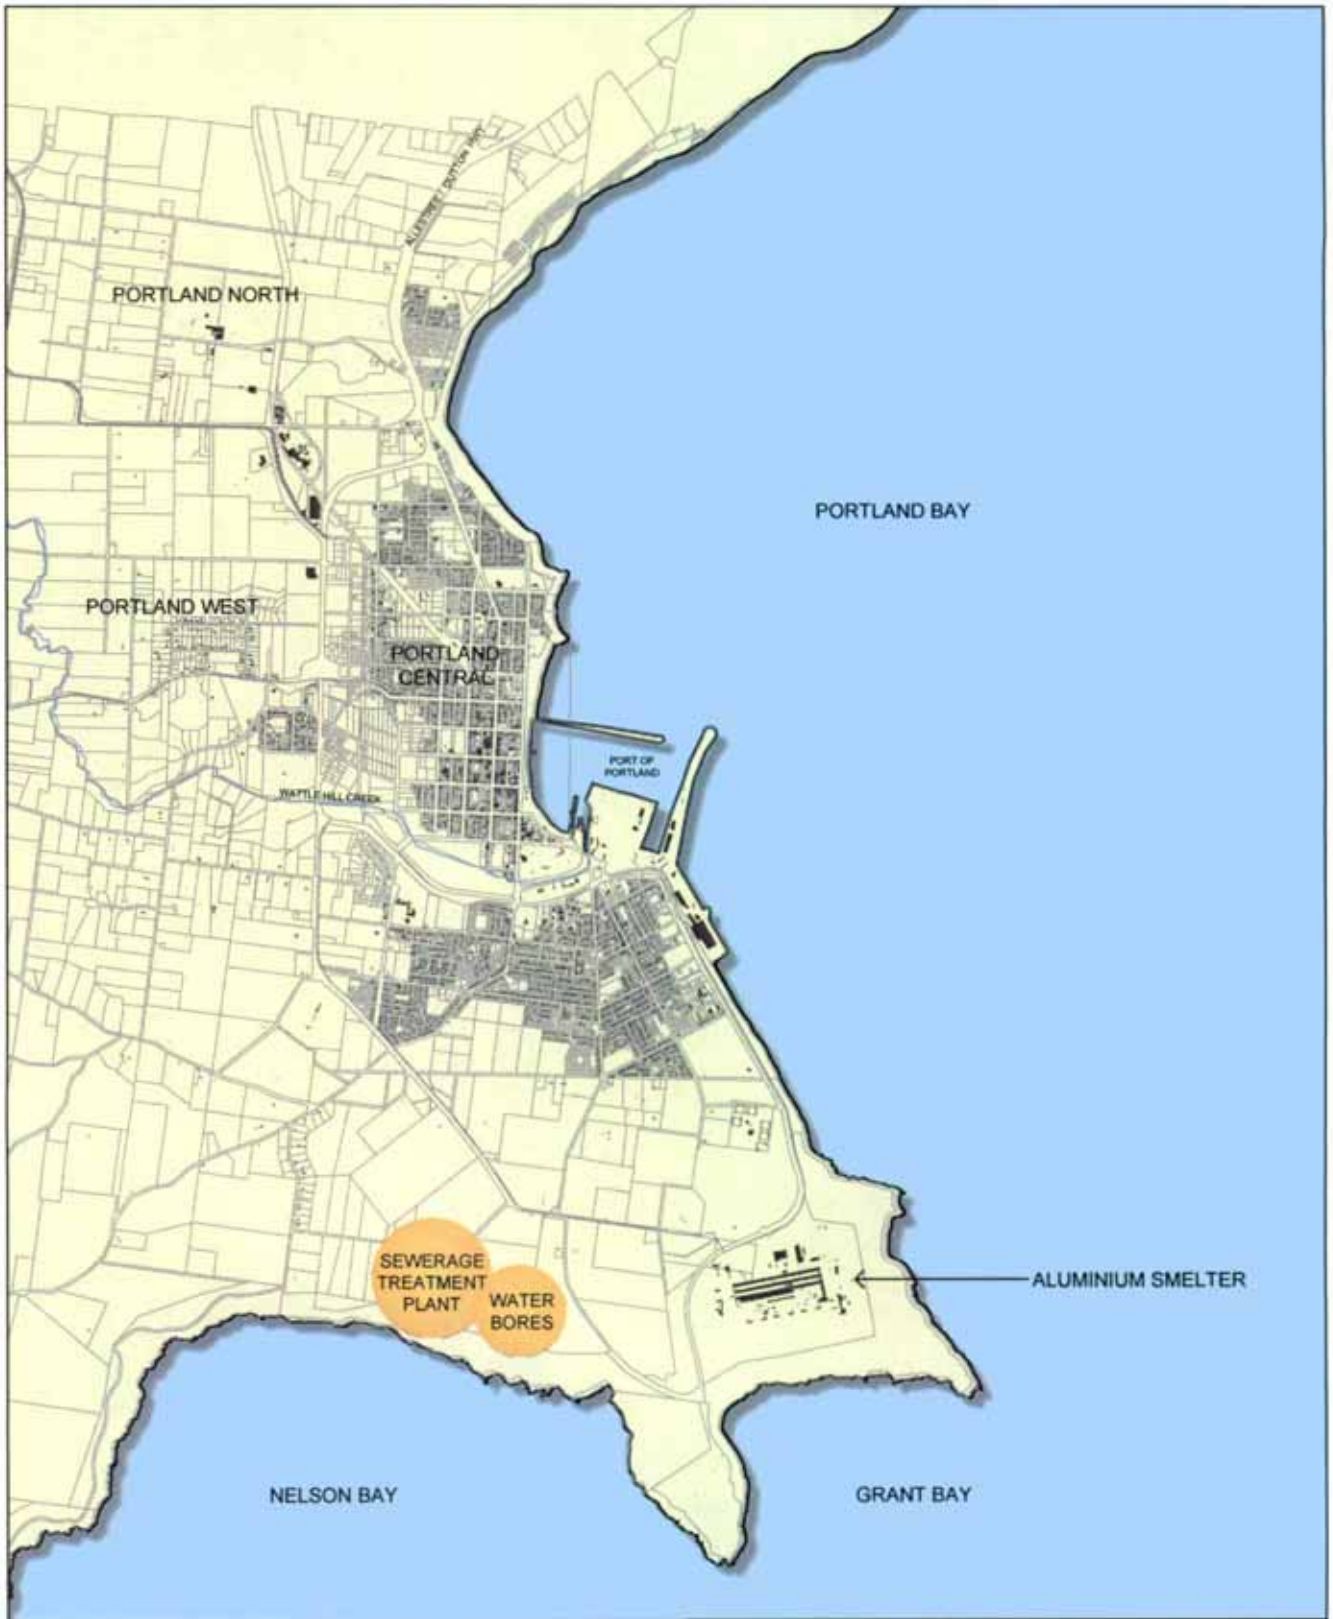 ALLESTREE / DUTTON HWY
PORTLAND NORTH
PORTLAND BAY
PORTLAND WEST
PORTLAND
CENTRAL
PORT OF
PORTLAND
WATTLE HILL CREEK
SEWERAGE
TREATMENT
PLANT
WATER
BORES
ALUMINIUM SMELTER
NELSON BAY
GRANT BAY